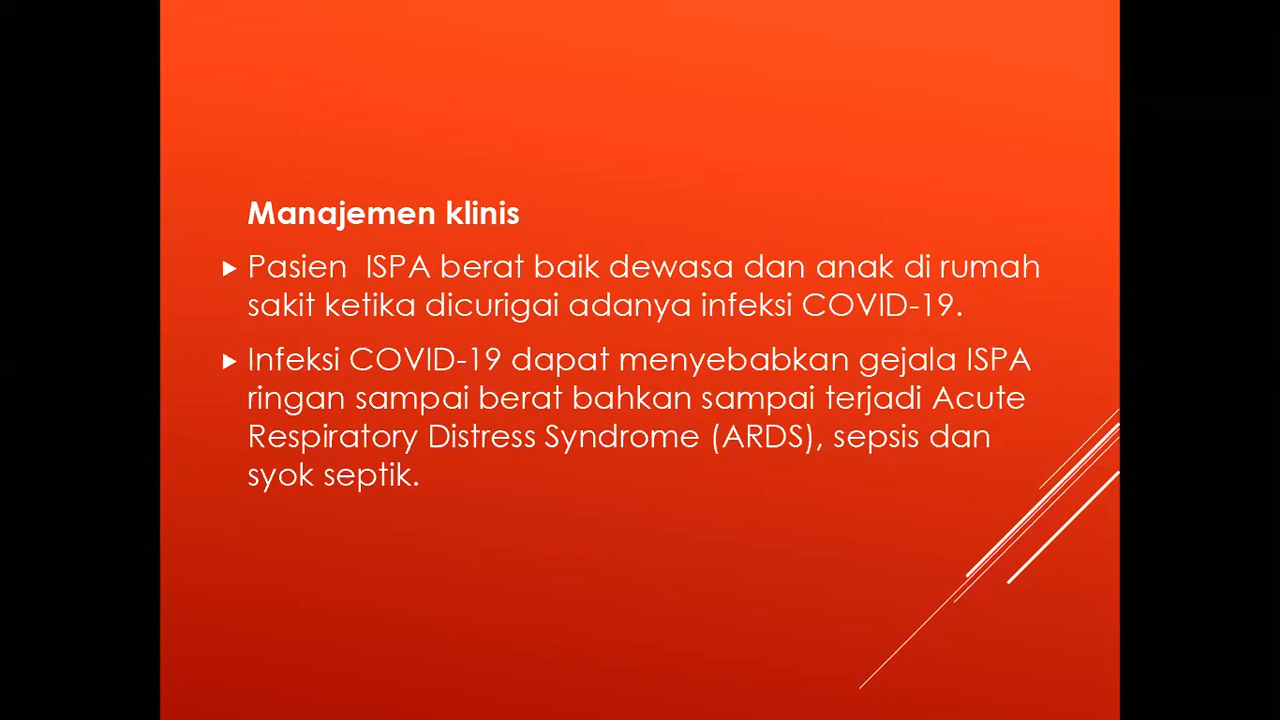 Manajemen klinis
Pasien ISPA berat baik dewasa dan anak di rumah
sakit ketika dicurigai adanya infeksi COVID-19.
Infeksi COVID-19 dapat menyebabkan gejala ISPA
ringan sampai berat bahkan sampai terjadi Acute
Respiratory Distress Syndrome (ARDS), sepsis dan
syok septik.